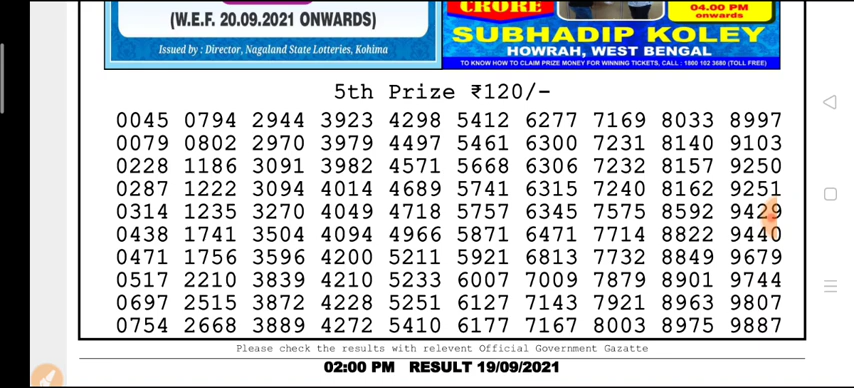 (W.E.F. 20.09.2021 ONWARDS)
Issued by : Director, Nagaland State Lotteries, Kohima
CRORE
04.00 PM
onwards
SUBHADIP KOLEY
HOWRAH, WEST BENGAL
TO KNOW HOW TO CLAIM PRIZE MONEY FOR WINNING TICKETS, CALL : 1800 102 3680 (TOLL FREE)
5th Prize ₹120/-
0045 0794 2944 3923 4298 5412 6277 7169 8033 8997
0079 0802 2970 3979 4497 5461 6300 7231 8140 9103
0228 1186 3091 3982 4571 5668 6306 7232 8157 9250
0287 1222 3094 4014 4689 5741 6315 7240 8162 9251
0314 1235 3270 4049 4718 5757 6345 7575 8592 9429
0438 1741 3504 4094 4966 5871 6471 7714 8822 9440
0471 1756 3596 4200 5211 5921 6813 7732 8849 9679
0517 2210 3839 4210 5233 6007 7009 7879 8901 9744
0697 2515 3872 4228 5251 6127 7143 7921 8963 9807
0754 2668 3889 4272 5410 6177 7167 8003 8975 9887
Please check the results with relevent Official Government Gazatte
02:00 PM RESULT 19/09/2021